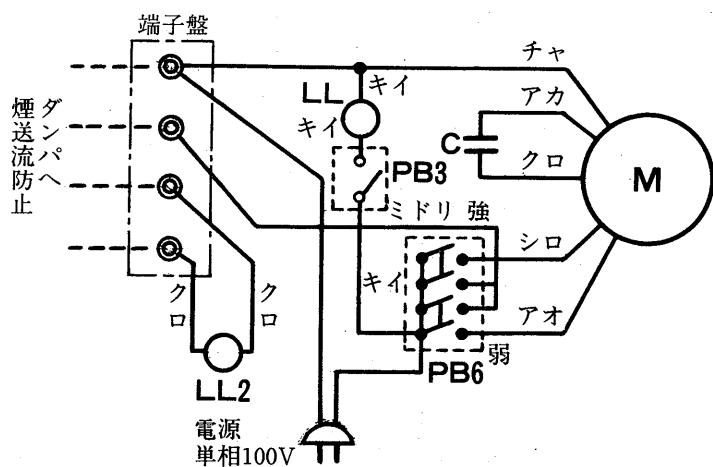 端子盤
チャ
キイ
LL
アカ
キイ
C
クロ
M
PB3
ダンパへ
煙送流防止
ミドリ 強
シロ
キイ
アオ
クロ
クロ
弱
PB6
LL2
電源
単相100V